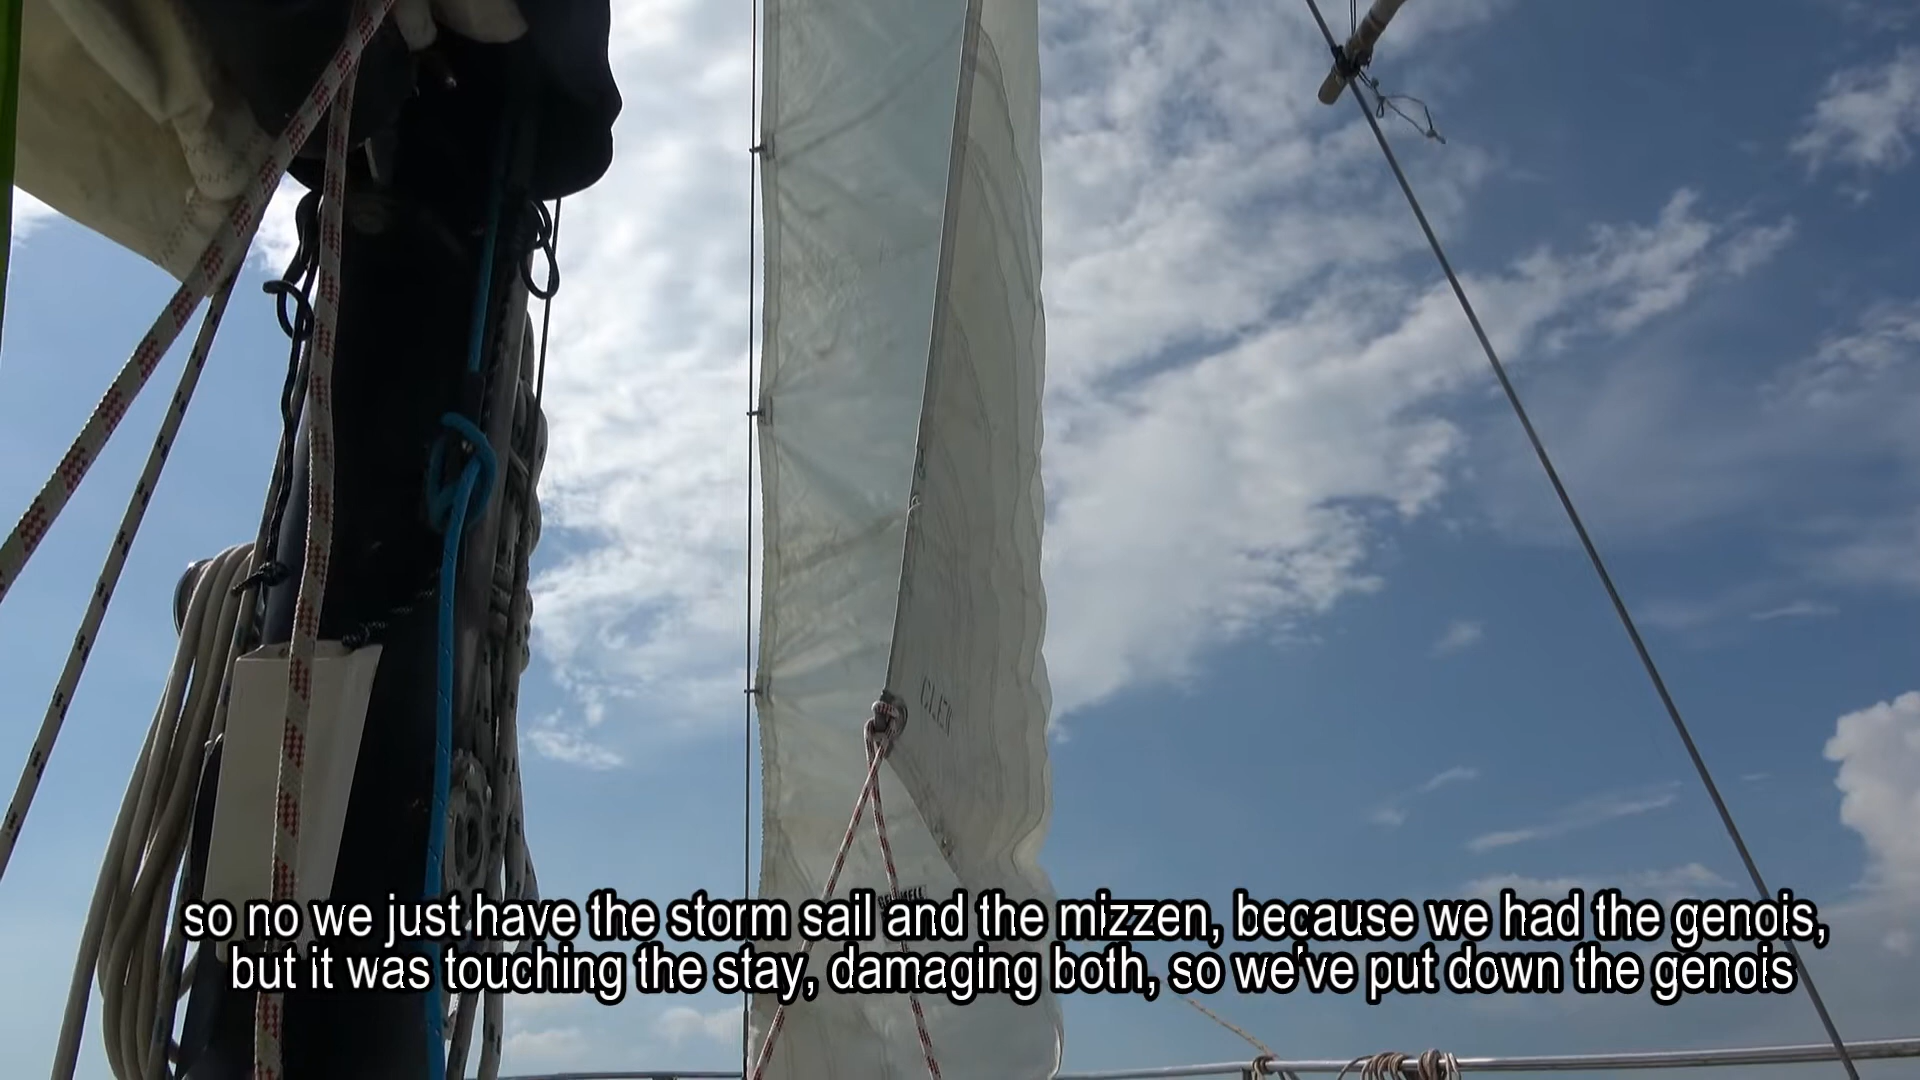 so no we just have the storm sail and the mizzen, because we had the genois,
but it was touching the stay, damaging both, so we've put down the genois